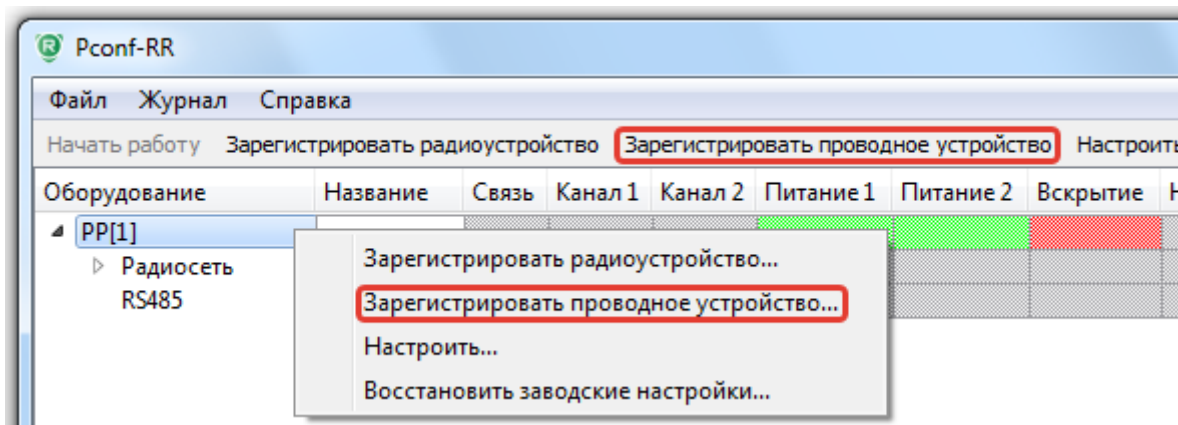 Pconf-RR
Файл Журнал Справка
Начать работу Зарегистрировать радиоустройство Зарегистрировать проводное устройство Настроить
Оборудование Название Связь Канал 1 Канал 2 Питание 1 Питание 2 Вскрытие
РР[1]
Зарегистрировать радиоустройство...
Радиосеть
RS485
Зарегистрировать проводное устройство...
Настроить...
Восстановить заводские настройки...